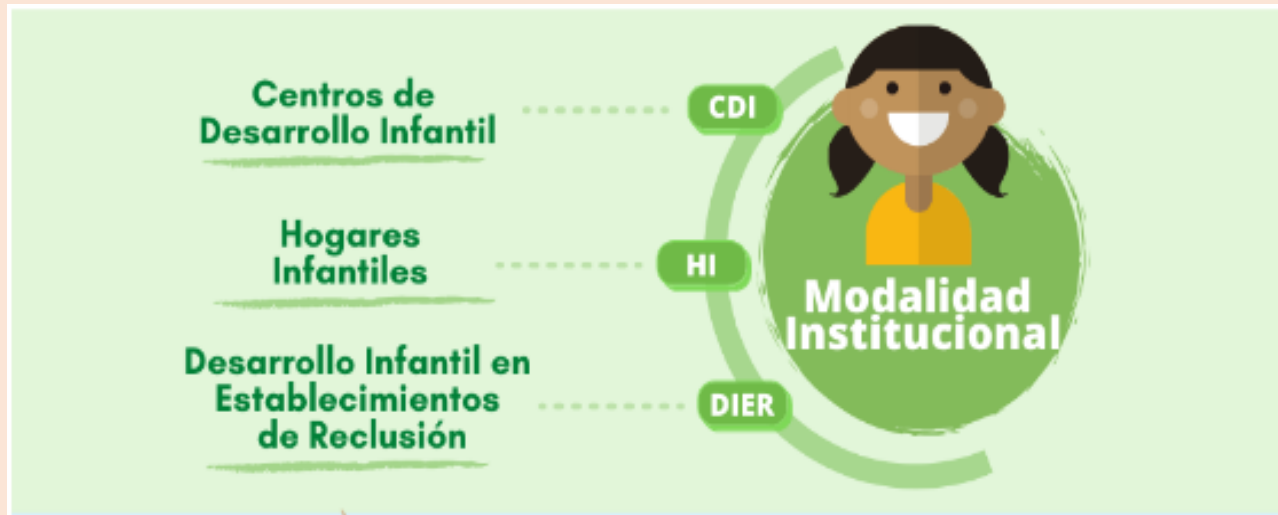 Centros de
Desarrollo Infantil
CDI
Hogares
Infantiles
HI
Desarrollo Infantil en
Establecimientos
de Reclusión
DIER
Modalidad
Institucional